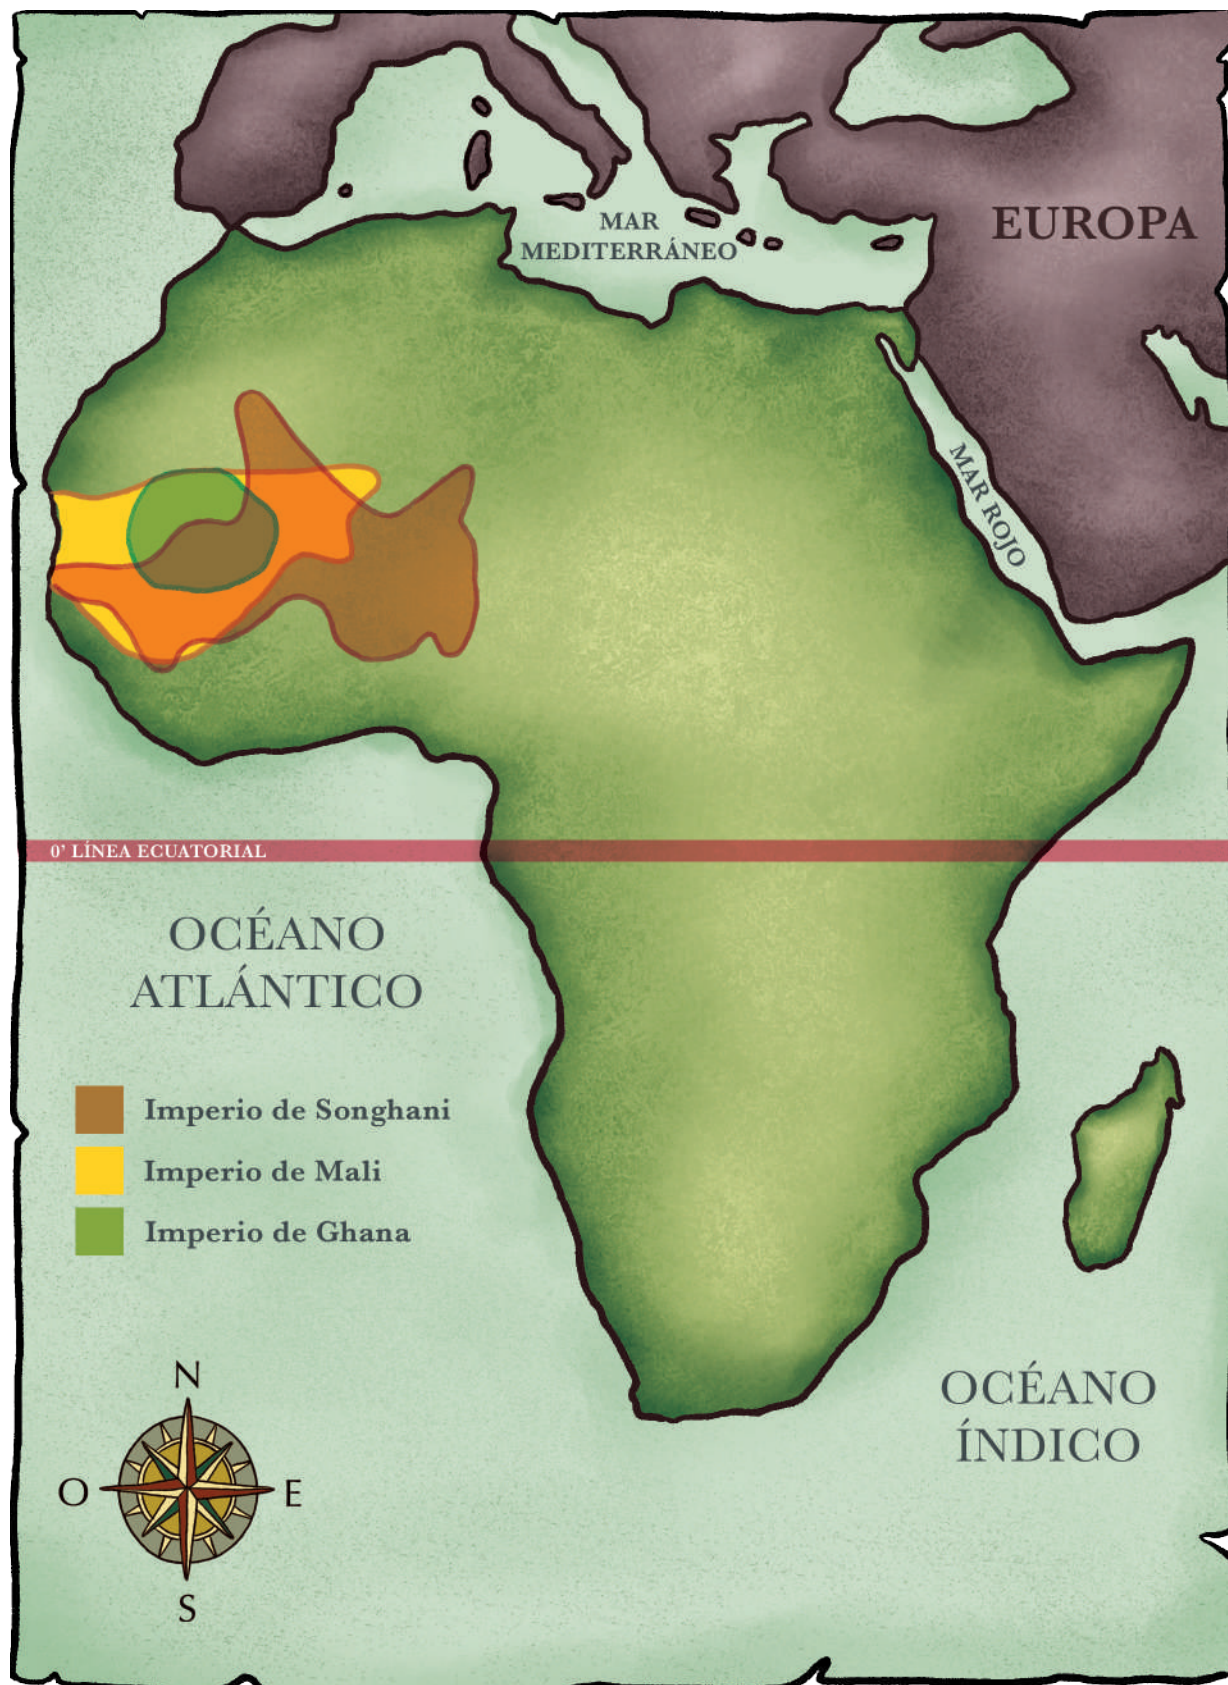 EUROPA
MAR
MEDITERRÁNEO
MAR ROJO
0' LÍNEA ECUATORIAL
OCÉANO
ATLÁNTICO
Imperio de Songhani
Imperio de Mali
Imperio de Ghana
OCÉANO
ÍNDICO
N
O
E
S